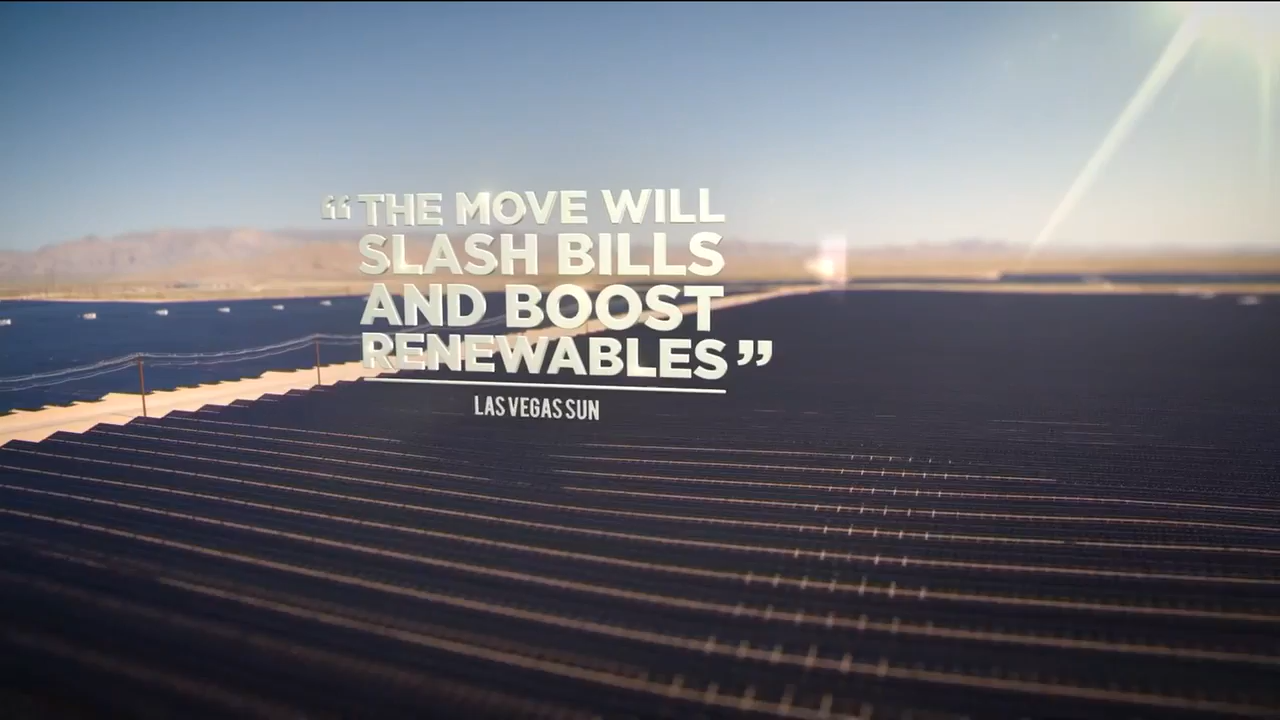 “THE MOVE WILL
SLASH BILLS
AND BOOST
RENEWABLES”
LAS VEGAS SUN